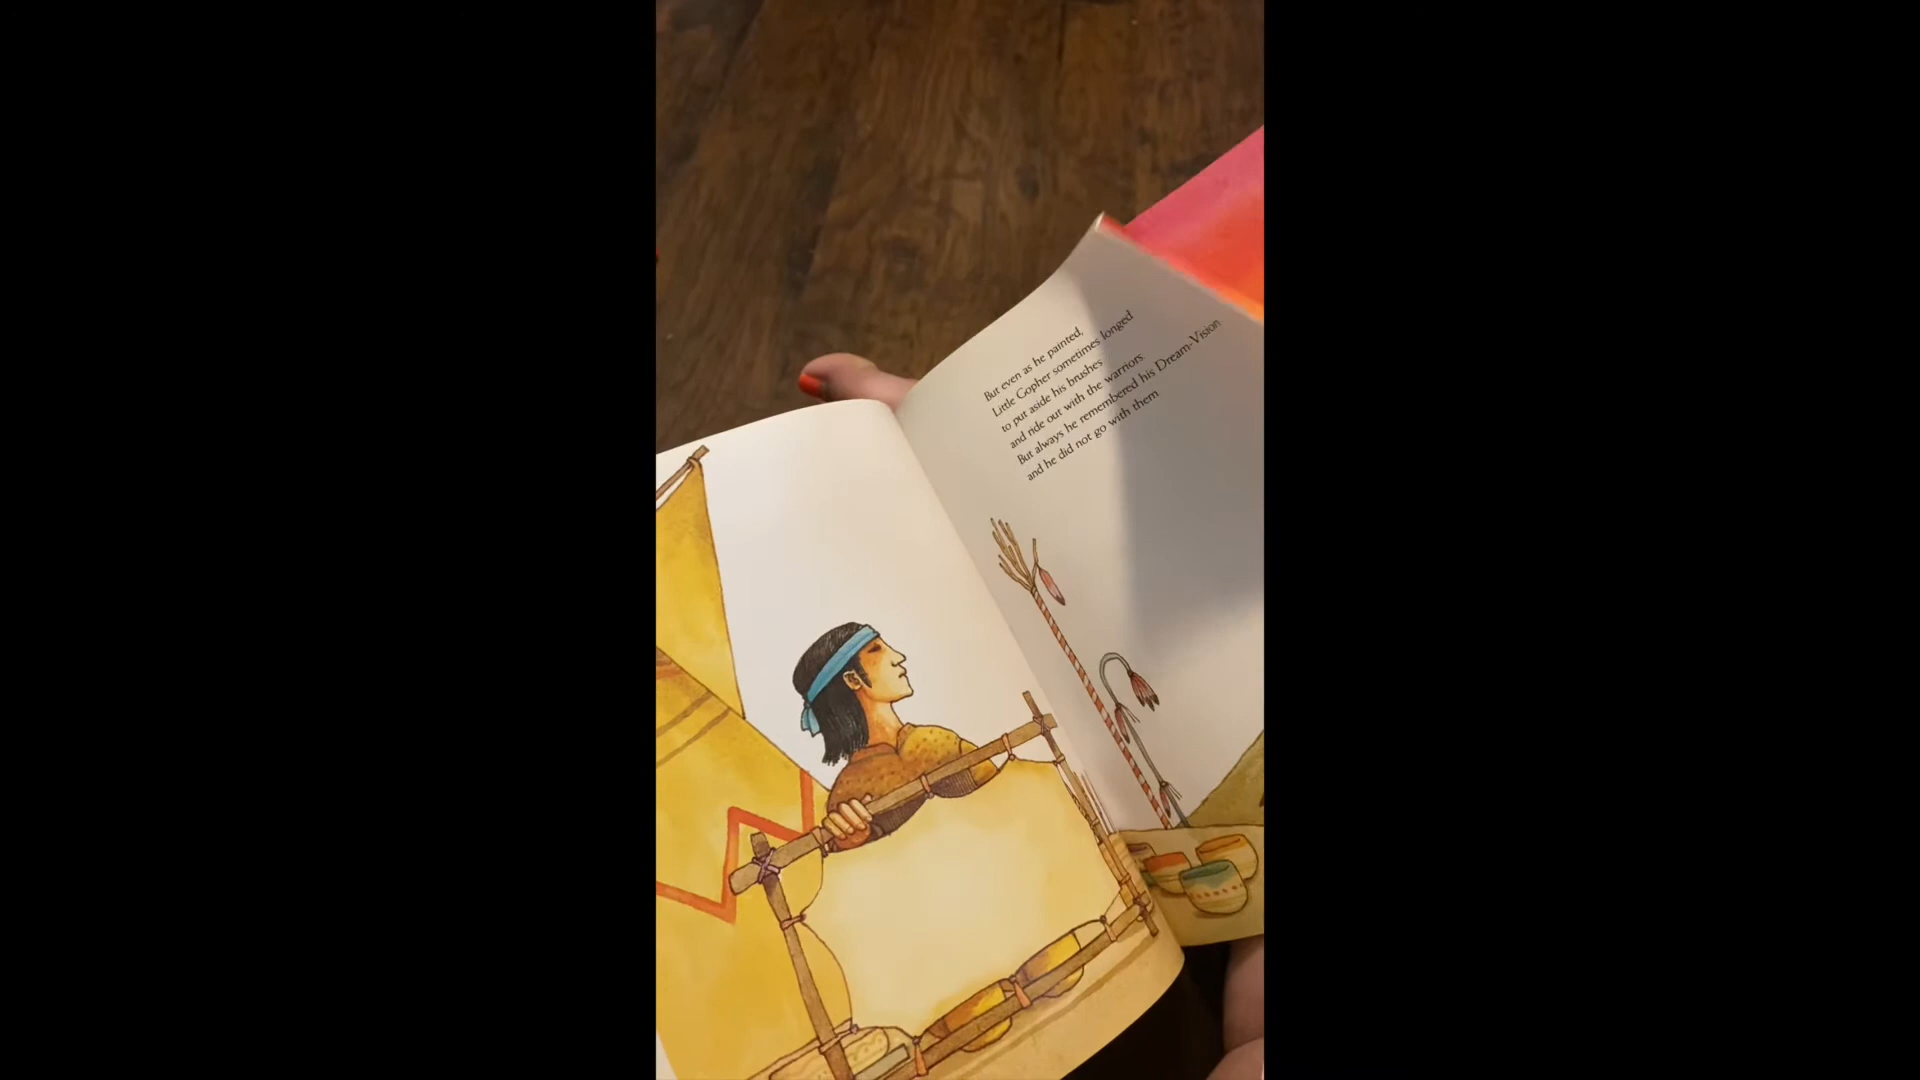 But even as he painted,
Little Gopher sometimes longed
to put aside his brushes
and ride out with the warriors.
But always he remembered his Dream-Vision
and he did not go with them